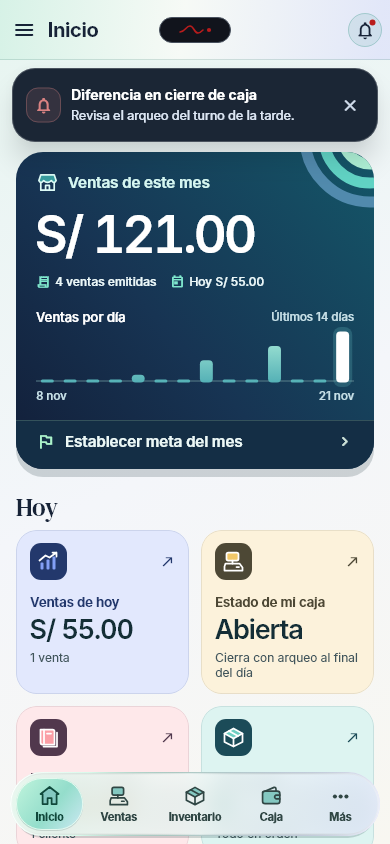 Inicio
Diferencia en cierre de caja
Revisa el arqueo del turno de la tarde.
Ventas de este mes
S/ 121.00
4 ventas emitidas
Hoy S/ 55.00
Ventas por día
Últimos 14 días
8 nov
21 nov
Establecer meta del mes
Hoy
Ventas de hoy
S/ 55.00
1 venta
Estado de mi caja
Abierta
Cierra con arqueo al final
del día
Inicio
Ventas
Inventario
Caja
Más